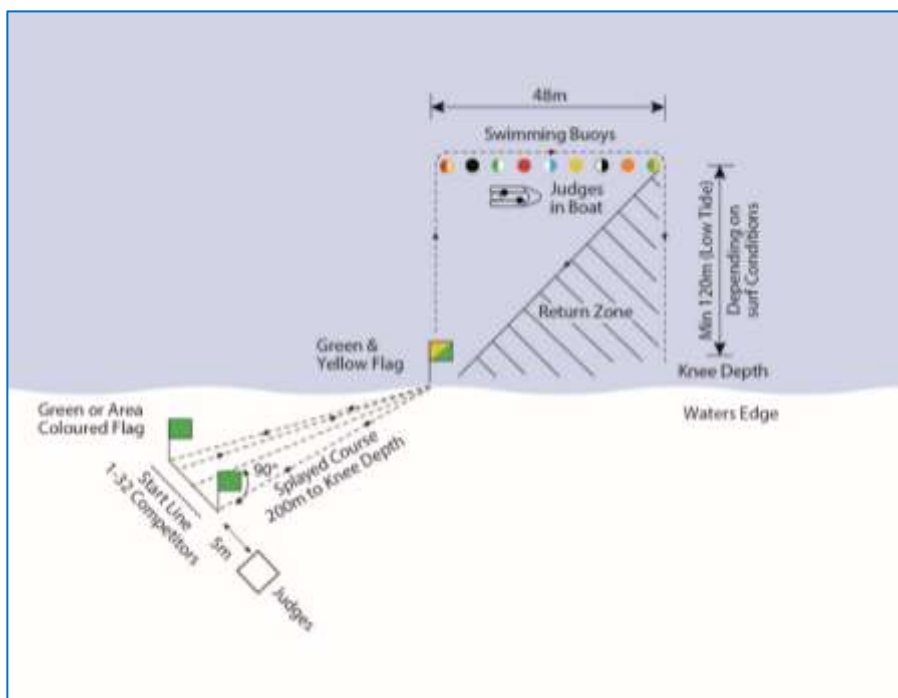 48m
Swimming Buoys
Judges
in Boat
Min 120m (Low Tide)
Depending on
surf Conditions
Return Zone
Green &
Yellow Flag
Knee Depth
Green or Area
Coloured Flag
Waters Edge
90°
Splayed Course
200m to Knee Depth
Start Line
1-32 Competitors
5m
Judges